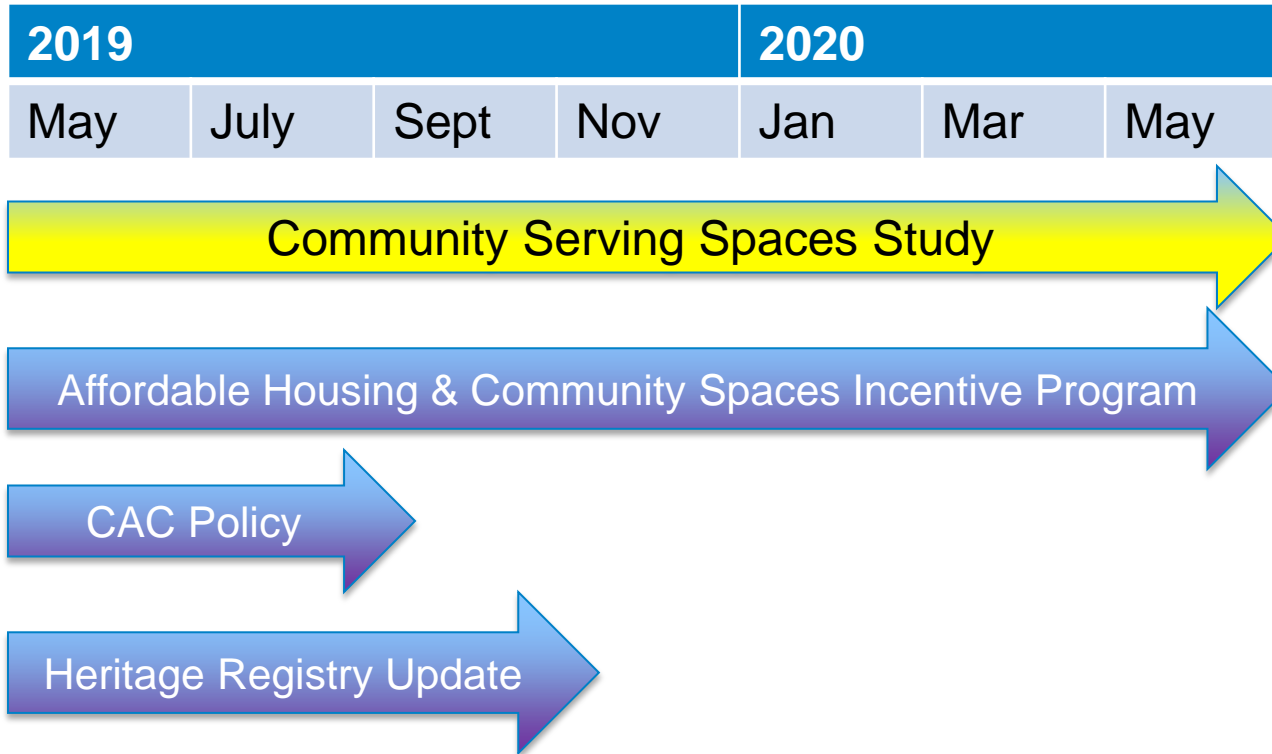 2019 2020
May July Sept Nov Jan Mar May
Community Serving Spaces Study
Affordable Housing & Community Spaces Incentive Program
CAC Policy
Heritage Registry Update